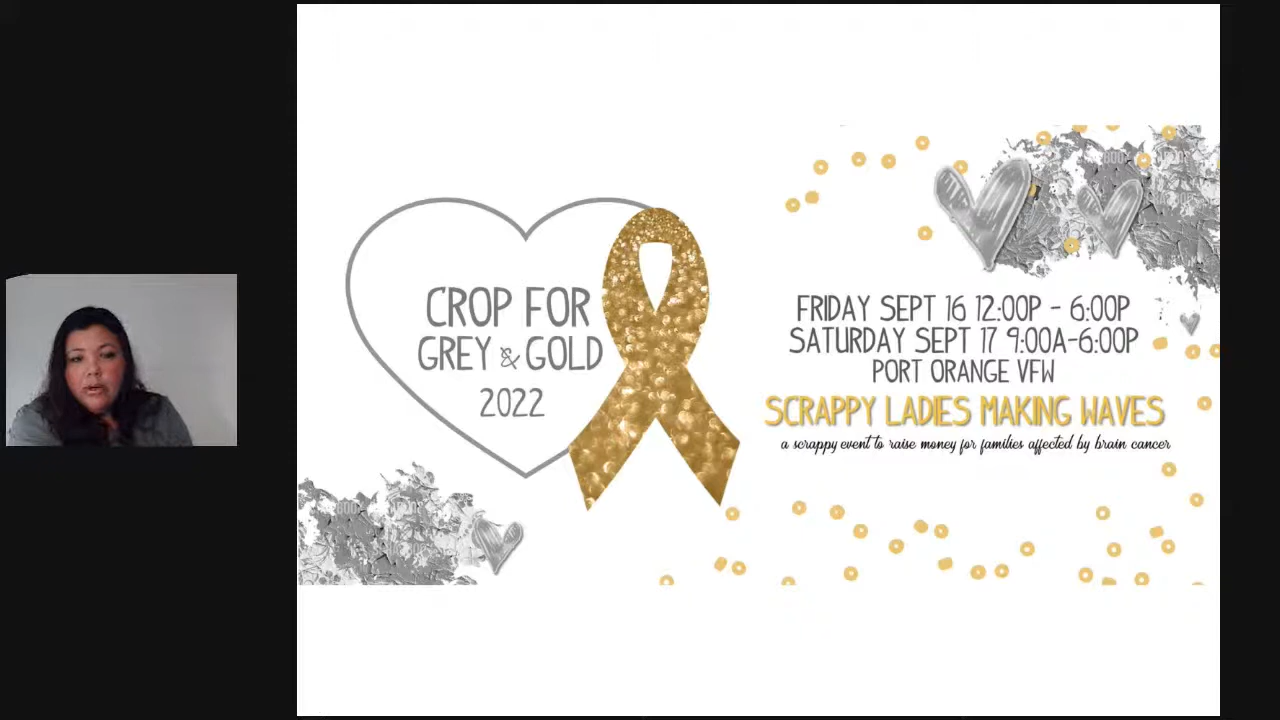 CROP FOR
GREY & GOLD
2022
FRIDAY SEPT 16 12:00P - 6:00P
SATURDAY SEPT 17 9:00A-6:00P
PORT ORANGE VFW
SCRAPPY LADIES MAKING WAVES
a scrappy event to raise money for families affected by brain cancer